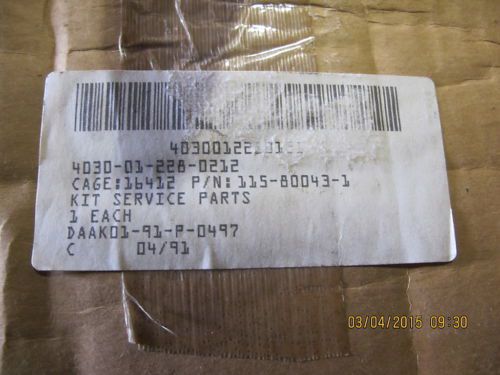 4030-01-228-0212
CAGE:16412 P/N:115-80043-1
KIT SERVICE PARTS
1 EACH
DAAK01-91-P-0497
C 04/91
03/04/2015 09:30